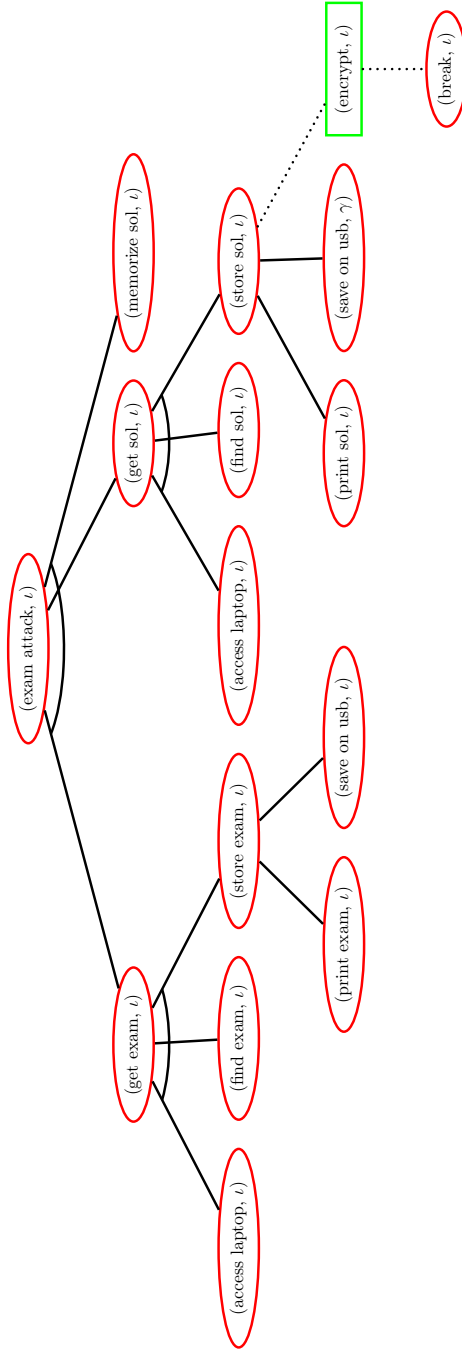 (exam attack, ι)
(get exam, ι)
(get sol, ι)
(memorize sol, ι)
(access laptop, ι)
(find exam, ι)
(store exam, ι)
(access laptop, ι)
(find sol, ι)
(store sol, ι)
(print exam, ι)
(save on usb, ι)
(print sol, ι)
(save on usb, γ)
(encrypt, ι)
(break, ι)